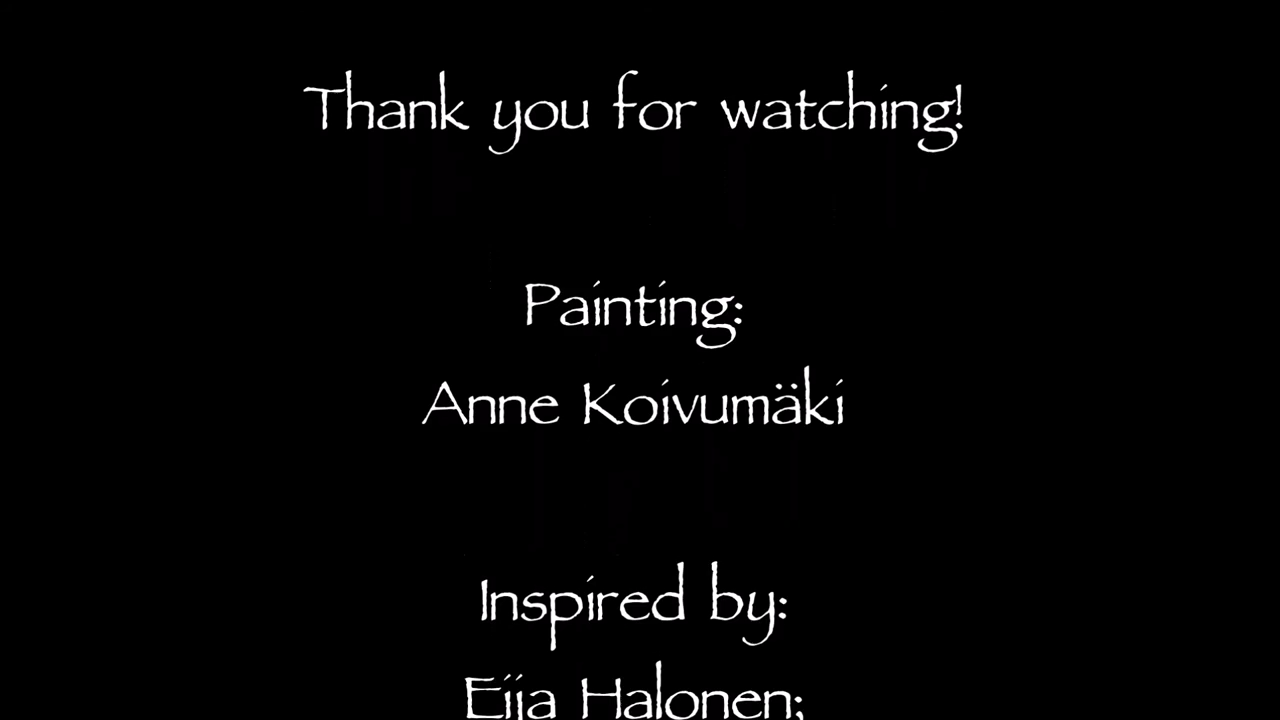 Thank you for watching!
Painting:
Anne Koivumäki
Inspired by:
Eija Halonen;